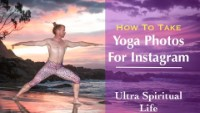 How To Take
Yoga Photos
For Instagram
Ultra Spiritual
Life